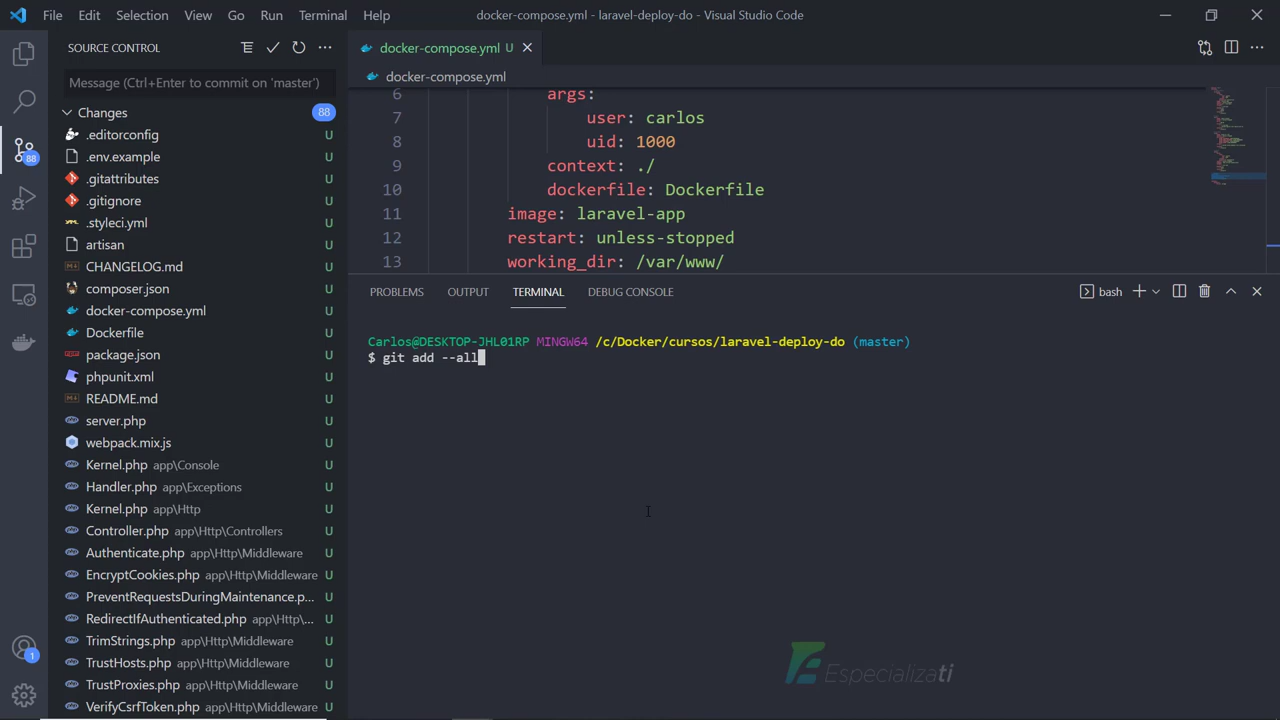 File Edit Selection View Go Run Terminal Help
docker-compose.yml - laravel-deploy-do - Visual Studio Code
SOURCE CONTROL
Message (Ctrl+Enter to commit on 'master')
Changes 88
.editorconfig U
.env.example U
.gitattributes U
.gitignore U
.styleci.yml U
artisan U
CHANGELOG.md U
composer.json U
docker-compose.yml U
Dockerfile U
package.json U
phpunit.xml U
README.md U
server.php U
webpack.mix.js U
Kernel.php app\Console U
Handler.php app\Exceptions U
Kernel.php app\Http U
Controller.php app\Http\Controllers U
Authenticate.php app\Http\Middleware U
EncryptCookies.php app\Http\Middleware U
PreventRequestsDuringMaintenance.p... U
RedirectIfAuthenticated.php app\Http\... U
TrimStrings.php app\Http\Middleware U
TrustHosts.php app\Http\Middleware U
TrustProxies.php app\Http\Middleware U
VerifyCsrfToken.php app\Http\Middleware U
88
1
docker-compose.yml U
docker-compose.yml
6 args:
7 user: carlos
8 uid: 1000
9 context: ./
10 dockerfile: Dockerfile
11 image: laravel-app
12 restart: unless-stopped
13 working_dir: /var/www/
PROBLEMS OUTPUT TERMINAL DEBUG CONSOLE
bash
Carlos@DESKTOP-JHL01RP MINGW64 /c/Docker/cursos/laravel-deploy-do (master)
$ git add --all
Especializati